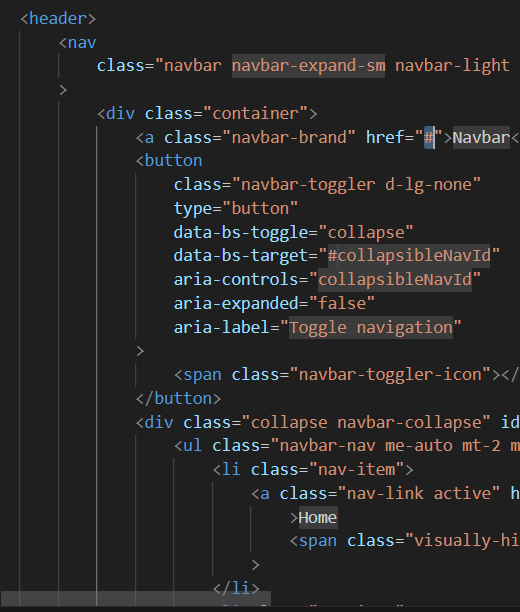 <header>
<nav
class="navbar navbar-expand-sm navbar-light
>
<div class="container">
<a class="navbar-brand" href="#">Navbar<
<button
class="navbar-toggler d-lg-none"
type="button"
data-bs-toggle="collapse"
data-bs-target="#collapsibleNavId"
aria-controls="collapsibleNavId"
aria-expanded="false"
aria-label="Toggle navigation"
>
<span class="navbar-toggler-icon"></
</button>
<div class="collapse navbar-collapse" id
<ul class="navbar-nav me-auto mt-2 m
<li class="nav-item">
<a class="nav-link active" h
>Home
<span class="visually-hi
>
</li>